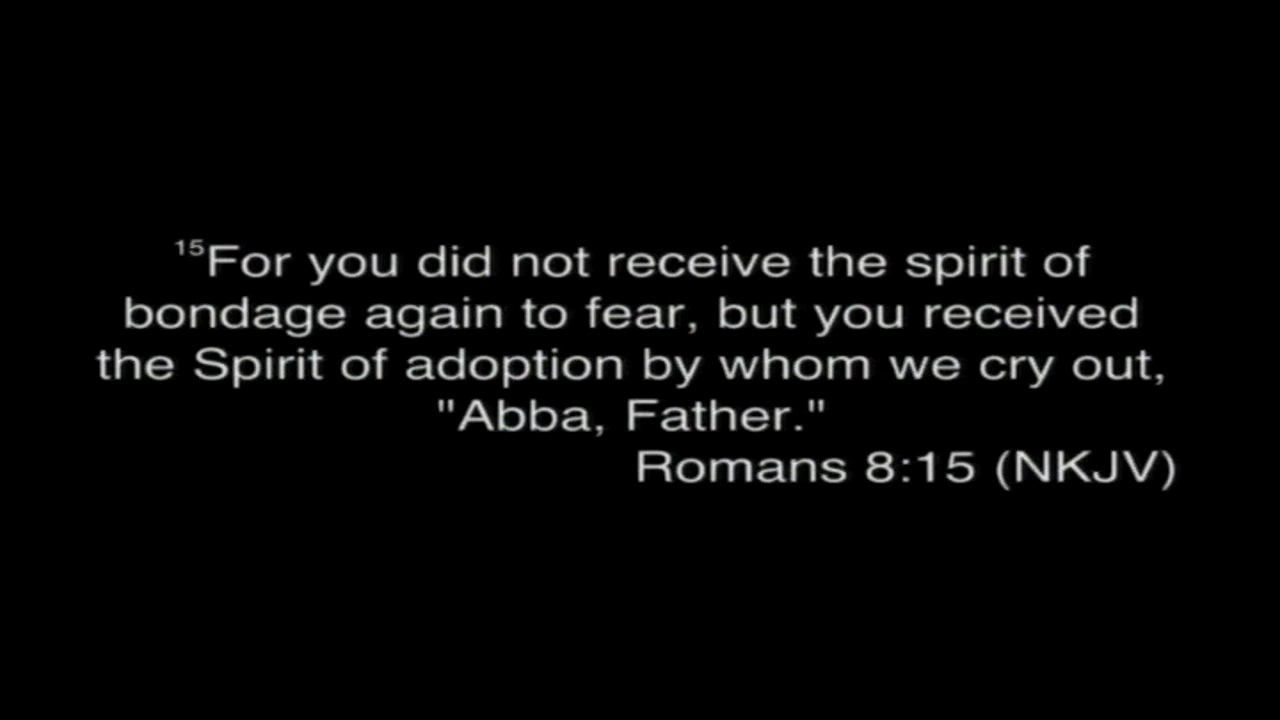 ¹⁵For you did not receive the spirit of
bondage again to fear, but you received
the Spirit of adoption by whom we cry out,
"Abba, Father."
Romans 8:15 (NKJV)